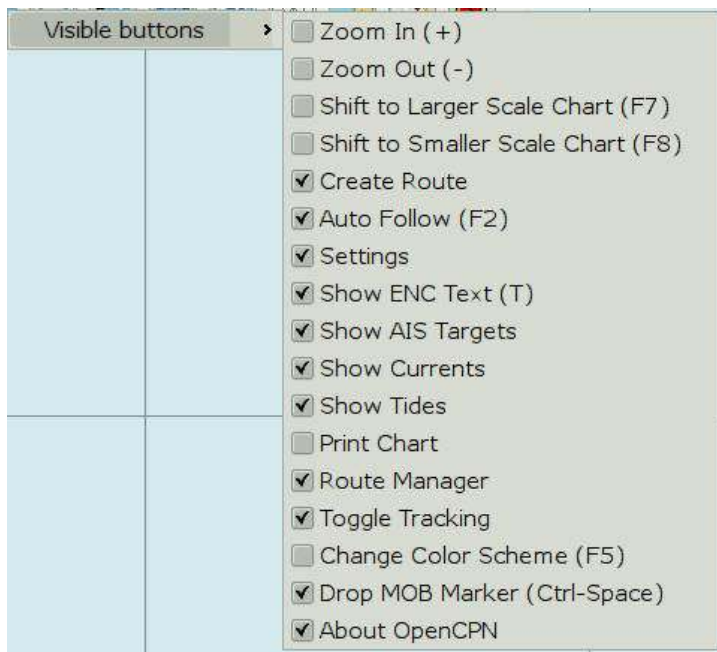 Visible buttons
Zoom In (+)
Zoom Out (-)
Shift to Larger Scale Chart (F7)
Shift to Smaller Scale Chart (F8)
Create Route
Auto Follow (F2)
Settings
Show ENC Text (T)
Show AIS Targets
Show Currents
Show Tides
Print Chart
Route Manager
Toggle Tracking
Change Color Scheme (F5)
Drop MOB Marker (Ctrl-Space)
About OpenCPN